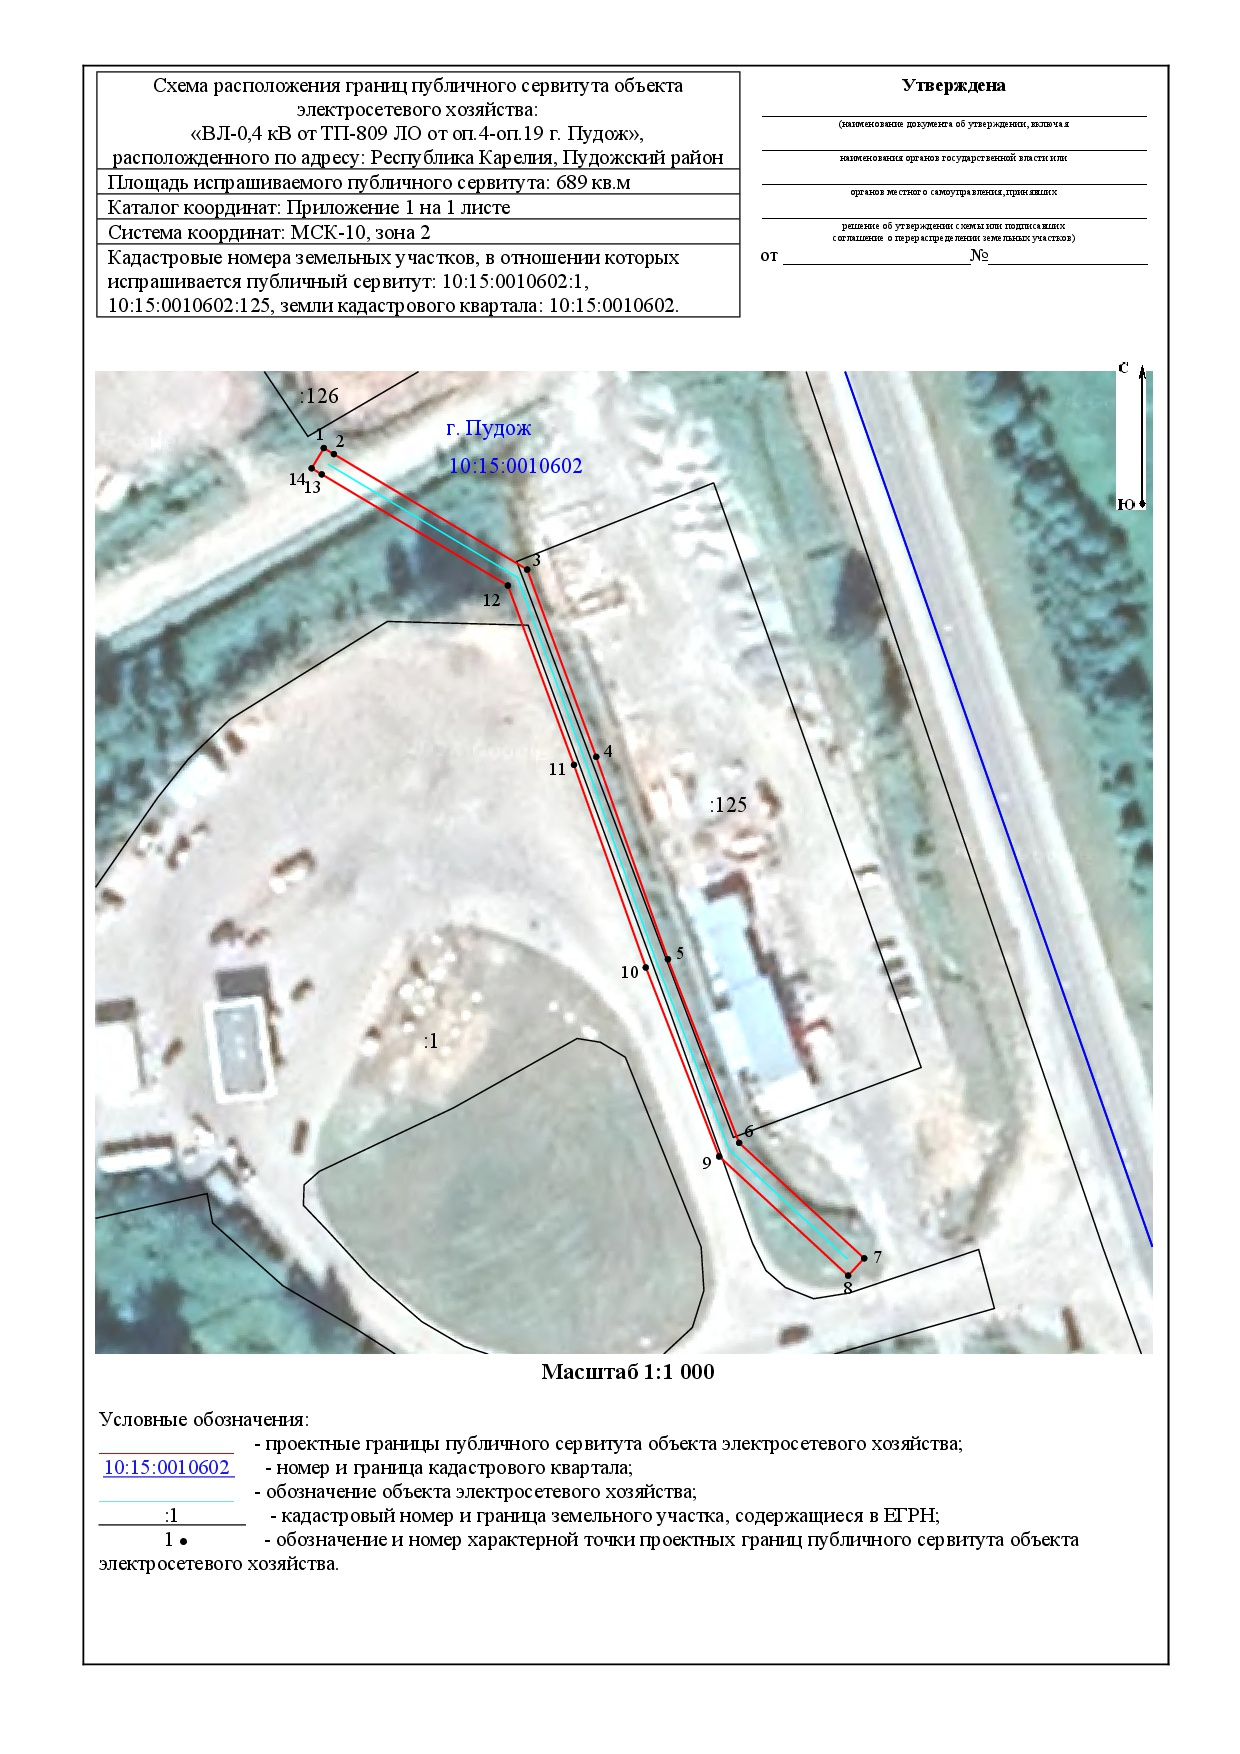 Схема расположения границ публичного сервитута объекта
электросетевого хозяйства:
«ВЛ-0,4 кВ от ТП-809 ЛО от оп.4-оп.19 г. Пудож»,
расположенного по адресу: Республика Карелия, Пудожский район
Площадь испрашиваемого публичного сервитута: 689 кв.м
Каталог координат: Приложение 1 на 1 листе
Система координат: МСК-10, зона 2
Кадастровые номера земельных участков, в отношении которых
испрашивается публичный сервитут: 10:15:0010602:1,
10:15:0010602:125, земли кадастрового квартала: 10:15:0010602.
Утверждена
(наименование документа об утверждении, включая
наименования органов государственной власти или
органов местного самоуправления, принявших
решение об утверждении схемы или подписавших
соглашение о перераспределении земельных участков)
от №
С
Ю
:126
г. Пудож
10:15:0010602
1
2
14
13
3
12
4
11
:125
5
10
:1
6
9
7
8
Масштаб 1:1 000
Условные обозначения:
- проектные границы публичного сервитута объекта электросетевого хозяйства;
10:15:0010602 - номер и граница кадастрового квартала;
- обозначение объекта электросетевого хозяйства;
:1 - кадастровый номер и граница земельного участка, содержащиеся в ЕГРН;
1 ● - обозначение и номер характерной точки проектных границ публичного сервитута объекта
электросетевого хозяйства.